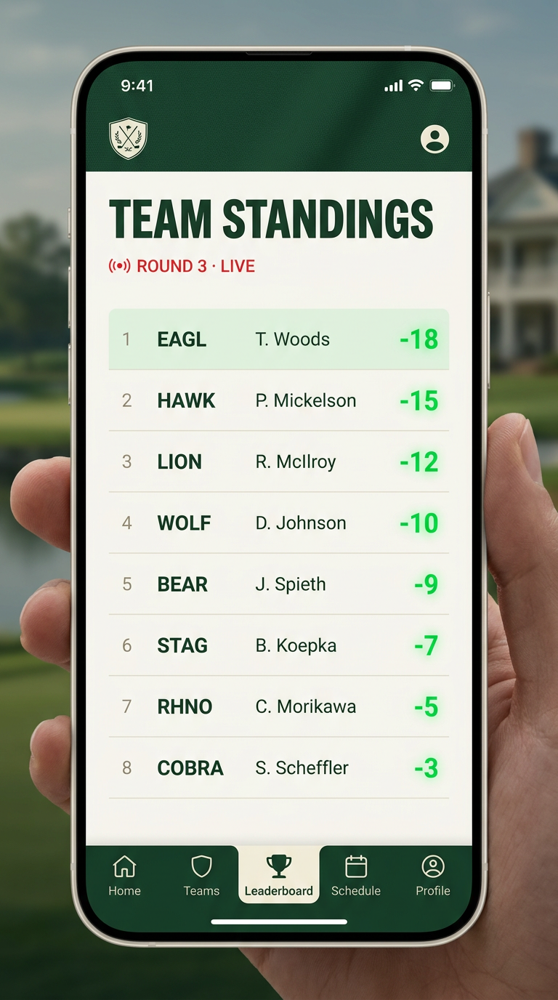 9:41
TEAM STANDINGS
ROUND 3 · LIVE
1 EAGL T. Woods -18
2 HAWK P. Mickelson -15
3 LION R. McIlroy -12
4 WOLF D. Johnson -10
5 BEAR J. Spieth -9
6 STAG B. Koepka -7
7 RHNO C. Morikawa -5
8 COBRA S. Scheffler -3
Home Teams Leaderboard Schedule Profile